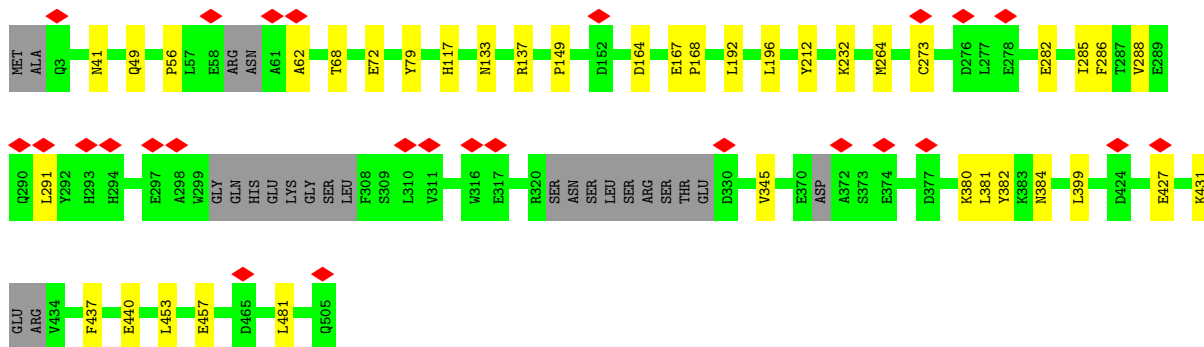 MET ALA Q3 N41 Q49 P56 L57 E58 ARG ASN A61 A62 T68 E72 Y79 H117 N133 R137 P149 D152 D164 E167 P168 L192 L196 Y212 K232 M264 C273 D276 L277 E278 E282 I285 F286 T287 V288 E289
Q290 L291 Y292 H293 H294 E297 A298 W299 GLY GLN HIS GLU LYS GLY SER LEU F308 S309 L310 V311 W316 E317 R320 SER ASN SER LEU SER ARG SER THR GLU D330 V345 E370 ASP A372 S373 E374 D377 K380 L381 Y382 K383 N384 L399 D424 E427 K431
GLU ARG V434 F437 E440 L453 E457 D465 L481 Q505